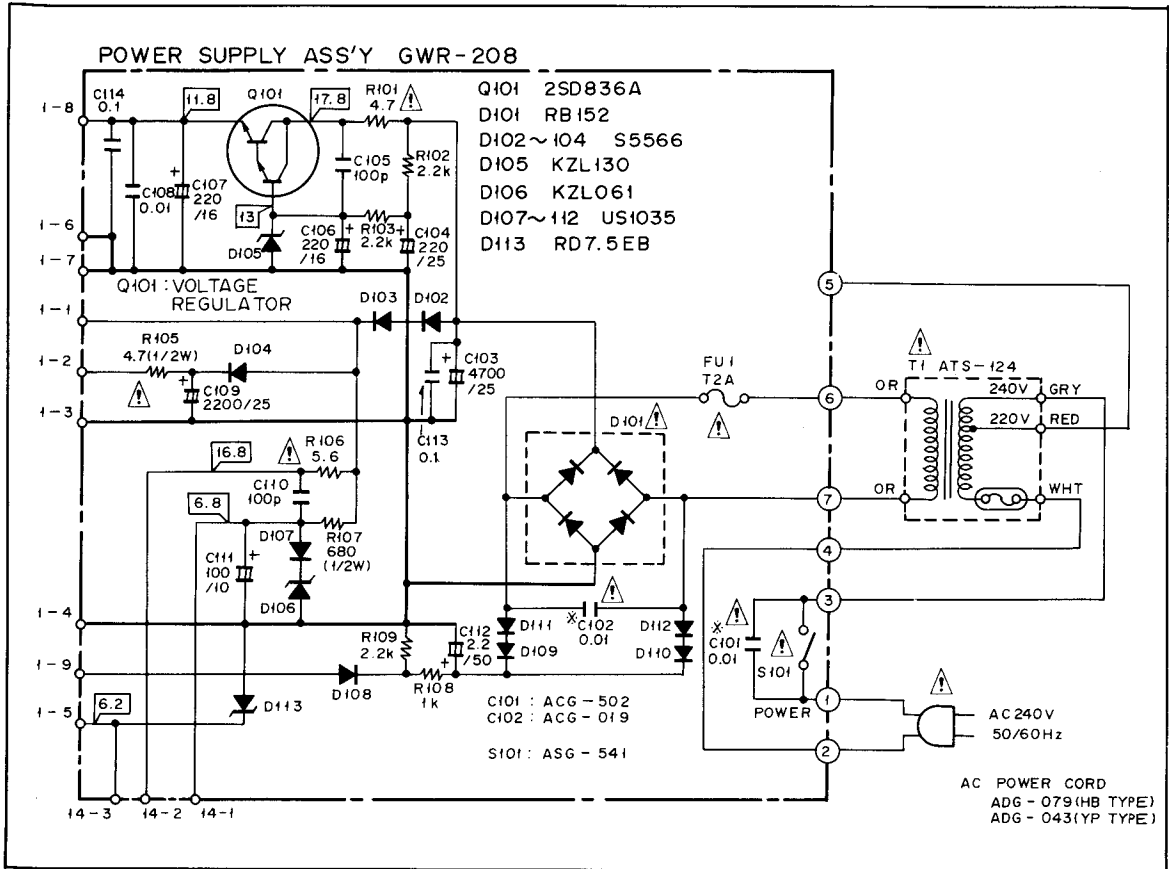 POWER SUPPLY ASS'Y GWR-208
Q101 2SD836A
D101 RB152
D102~104 S5566
D105 KZL130
D106 KZL061
D107~112 US1035
D113 RD7.5EB
1-8
C114
0.1
11.8
Q101
17.8
R101
4.7
C108
0.01
C107
220
/16
+
13
D105
C105
100p
R102
2.2k
C106
220
/16
+
R103
2.2k
+
C104
220
/25
1-6
1-7
Q101 : VOLTAGE
REGULATOR
1-1
D103
D102
1-2
R105
4.7(1/2W)
D104
+
C109
2200/25
1-3
+
C103
4700
/25
C113
0.1
16.8
R106
5.6
C110
100p
6.8
D107
R107
680
(1/2W)
C111
100
/10
+
D106
1-4
R109
2.2k
C112
2.2
/50
+
1-9
D108
R108
1k
1-5
6.2
D113
14-3
14-2
14-1
FU1
T2A
D101
D111
D109
※C102
0.01
D112
D110
C101 : ACG-502
C102 : ACG-019
S101 : ASG-541
※
C101
0.01
S101
POWER
5
6
7
4
3
1
2
T1 ATS-124
OR
240V
GRY
220V
RED
OR
WHT
AC240V
50/60Hz
AC POWER CORD
ADG-079(HB TYPE)
ADG-043(YP TYPE)